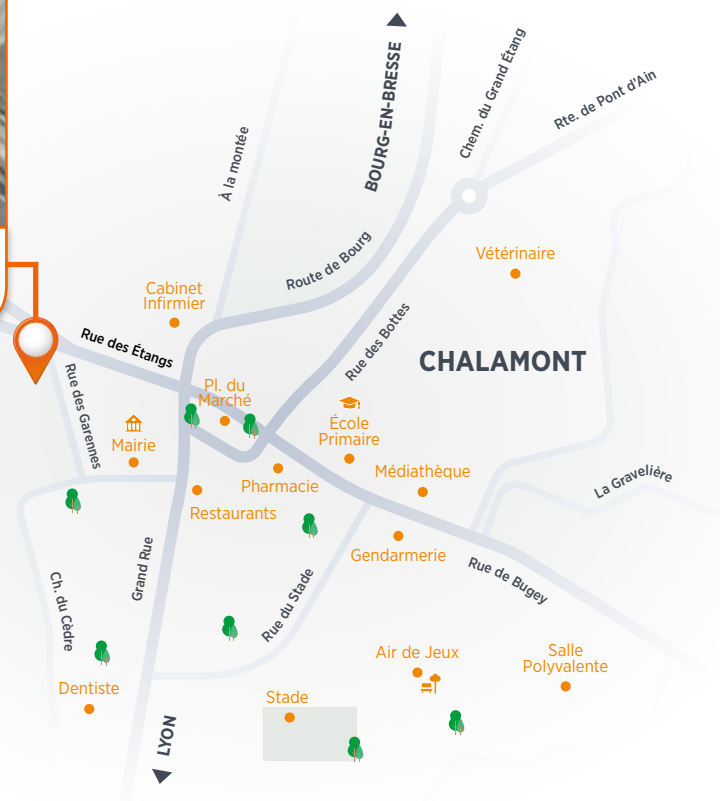 BOURG-EN-BRESSE
Chem. du Grand Étang
Rte. de Pont d'Ain
À la montée
Route de Bourg
Vétérinaire
Cabinet
Infirmier
Rue des Étangs
Rue des Bottes
CHALAMONT
Rue des Garennes
Pl. du
Marché
École
Primaire
Mairie
Médiathèque
Pharmacie
La Gravelière
Restaurants
Gendarmerie
Grand Rue
Rue de Bugey
Ch. du Cèdre
Rue du Stade
Air de Jeux
Salle
Polyvalente
Dentiste
Stade
LYON